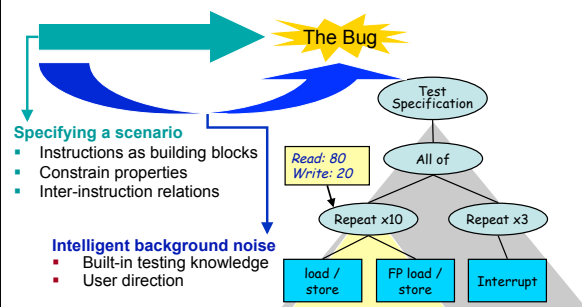 The Bug
Test
Specification
Specifying a scenario
▪ Instructions as building blocks
▪ Constrain properties
▪ Inter-instruction relations
All of
Read: 80
Write: 20
Repeat x10
Repeat x3
Intelligent background noise
▪ Built-in testing knowledge
▪ User direction
load /
store
FP load /
store
Interrupt